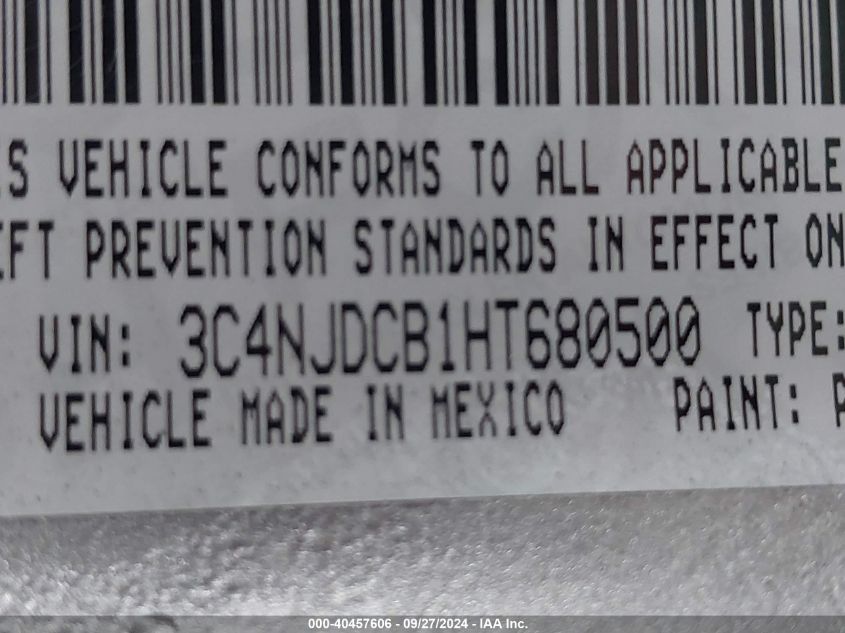 VEHICLE CONFORMS TO ALL APPLICABLE
PREVENTION STANDARDS IN EFFECT ON
VIN: 3C4NJDCB1HT680500 TYPE:
VEHICLE MADE IN MEXICO PAINT:
000-40457606 - 09/27/2024 - IAA Inc.